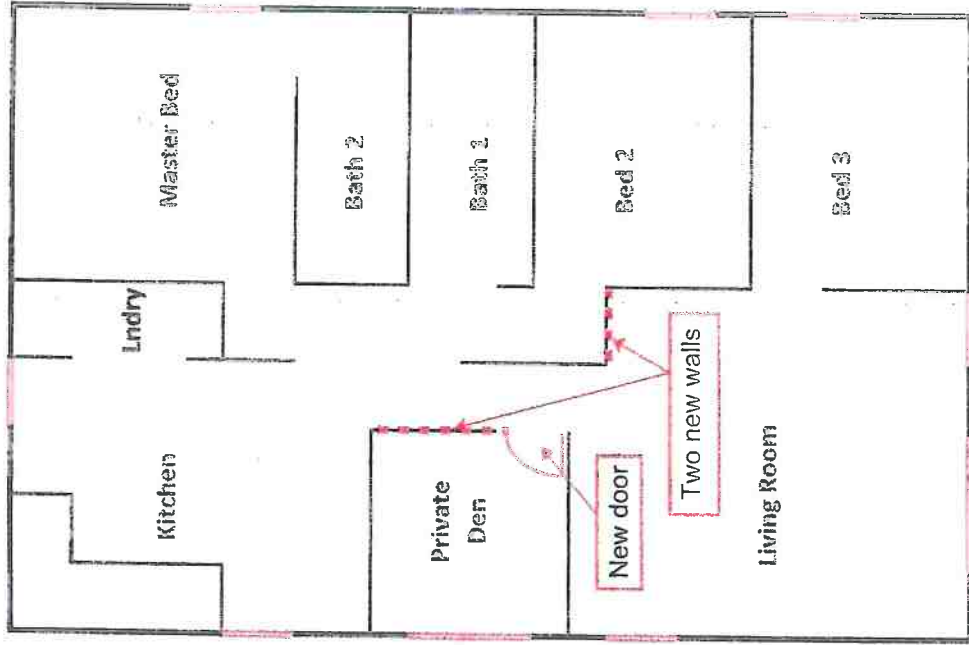 Master Bed
Bath 2
Bath 1
Bed 2
Bed 3
Lndry
Kitchen
Private
Den
Living Room
New door
Two new walls